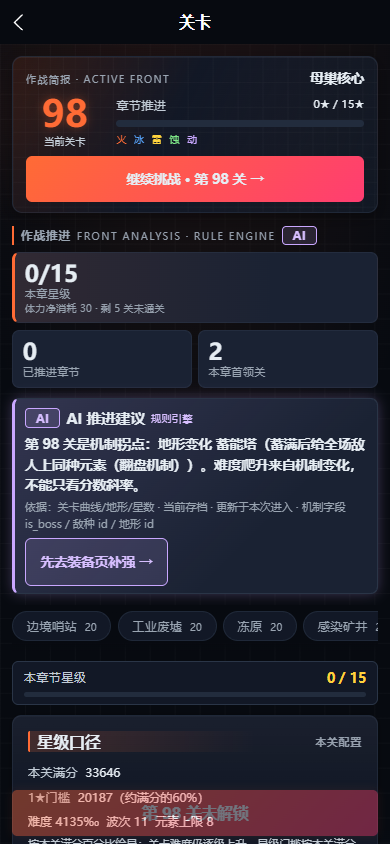 关卡
作战简报 · ACTIVE FRONT
母巢核心
98
当前关卡
章节推进
0★ / 15★
火 冰 雷 蚀 动
继续挑战 • 第 98 关 →
作战推进 FRONT ANALYSIS · RULE ENGINE AI
0/15
本章星级
体力净消耗 30 · 剩 5 关未通关
0
已推进章节
2
本章首领关
AI AI 推进建议 规则引擎
第 98 关是机制拐点：地形变化 蓄能塔（蓄满后给全场敌
人上同种元素（翻盘机制））。难度爬升来自机制变化，
不能只看分数斜率。
依据：关卡曲线/地形/星数 · 当前存档 · 更新于本次进入 · 机制字段
is_boss / 敌种 id / 地形 id
先去装备页补强 →
边境哨站 20
工业废墟 20
冻原 20
感染矿井
本章节星级
0 / 15
星级口径
本关配置
本关满分 33646
1★门槛 20187（约满分的60%）
第 98 关未解锁
难度 4135‰ 波次 11 元素上限 8